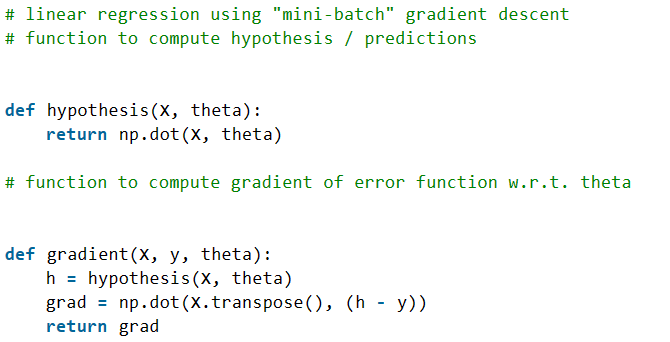 # linear regression using "mini-batch" gradient descent
# function to compute hypothesis / predictions
def hypothesis(X, theta):
    return np.dot(X, theta)
# function to compute gradient of error function w.r.t. theta
def gradient(X, y, theta):
    h = hypothesis(X, theta)
    grad = np.dot(X.transpose(), (h - y))
    return grad